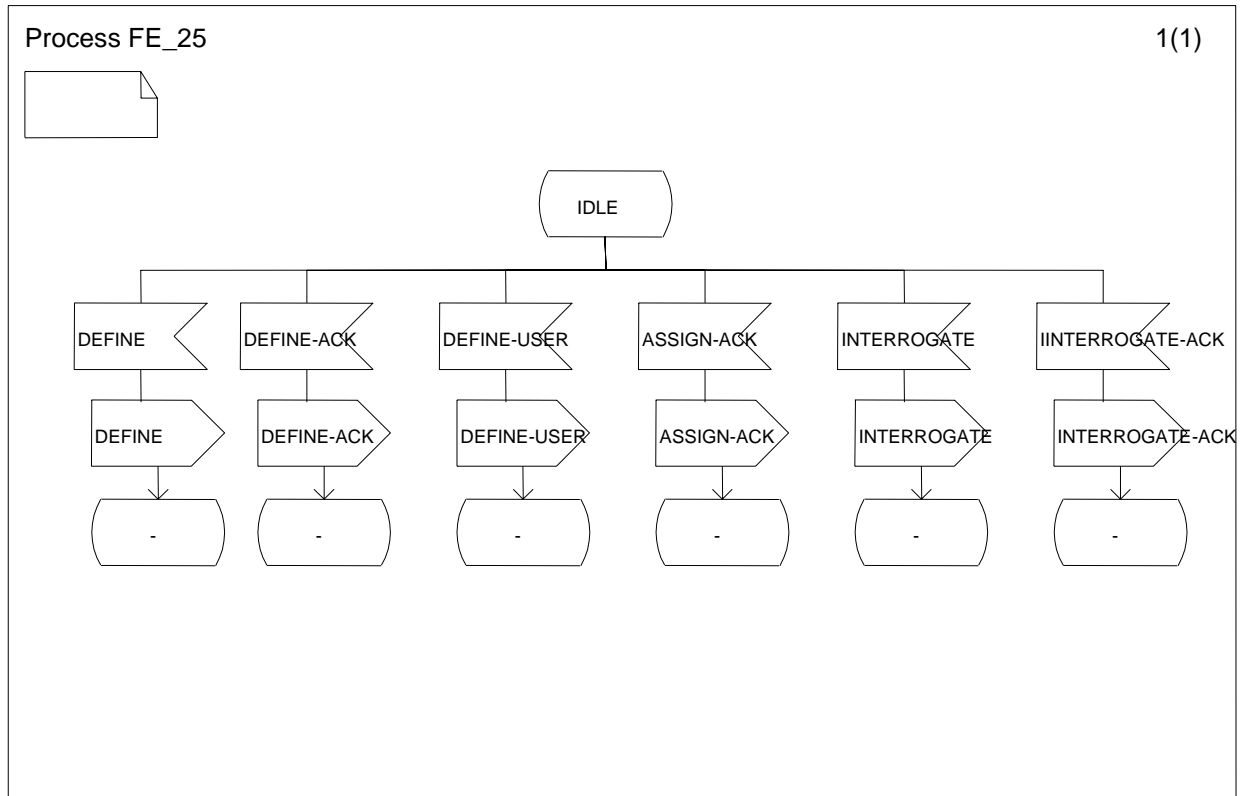 Process FE_25
1(1)
IDLE
DEFINE
DEFINE-ACK
DEFINE-USER
ASSIGN-ACK
INTERROGATE
IINTERROGATE-ACK
DEFINE
DEFINE-ACK
DEFINE-USER
ASSIGN-ACK
INTERROGATE
INTERROGATE-ACK
-
-
-
-
-
-